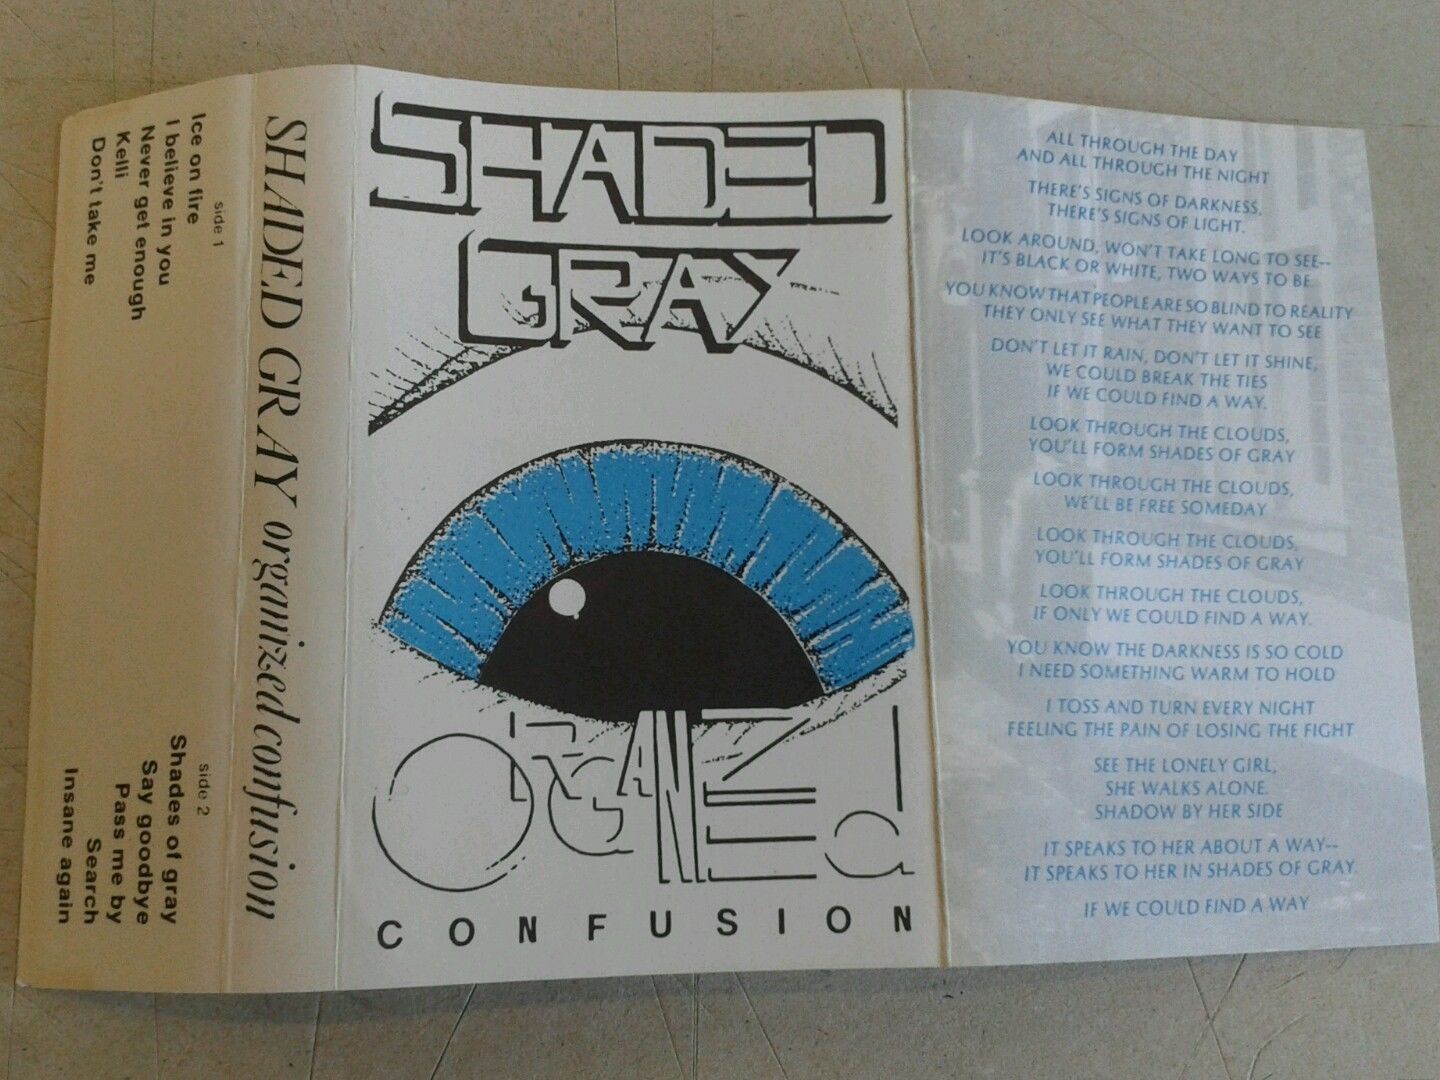 side 1
Ice on fire
I believe in you
Never get enough
Kelli
Don't take me
side 2
Shades of gray
Say goodbye
Pass me by
Search
Insane again
SHADED GRAY organized confusion
SHADED
GRAY
ORGANIZEd
CONFUSION
ALL THROUGH THE DAY
AND ALL THROUGH THE NIGHT
THERE'S SIGNS OF DARKNESS,
THERE'S SIGNS OF LIGHT.
LOOK AROUND, WON'T TAKE LONG TO SEE--
IT'S BLACK OR WHITE, TWO WAYS TO BE.
YOU KNOW THAT PEOPLE ARE SO BLIND TO REALITY
THEY ONLY SEE WHAT THEY WANT TO SEE
DON'T LET IT RAIN, DON'T LET IT SHINE,
WE COULD BREAK THE TIES
IF WE COULD FIND A WAY.
LOOK THROUGH THE CLOUDS,
YOU'LL FORM SHADES OF GRAY
LOOK THROUGH THE CLOUDS,
WE'LL BE FREE SOMEDAY
LOOK THROUGH THE CLOUDS,
YOU'LL FORM SHADES OF GRAY
LOOK THROUGH THE CLOUDS,
IF ONLY WE COULD FIND A WAY.
YOU KNOW THE DARKNESS IS SO COLD
I NEED SOMETHING WARM TO HOLD
I TOSS AND TURN EVERY NIGHT
FEELING THE PAIN OF LOSING THE FIGHT
SEE THE LONELY GIRL,
SHE WALKS ALONE.
SHADOW BY HER SIDE
IT SPEAKS TO HER ABOUT A WAY--
IT SPEAKS TO HER IN SHADES OF GRAY.
IF WE COULD FIND A WAY